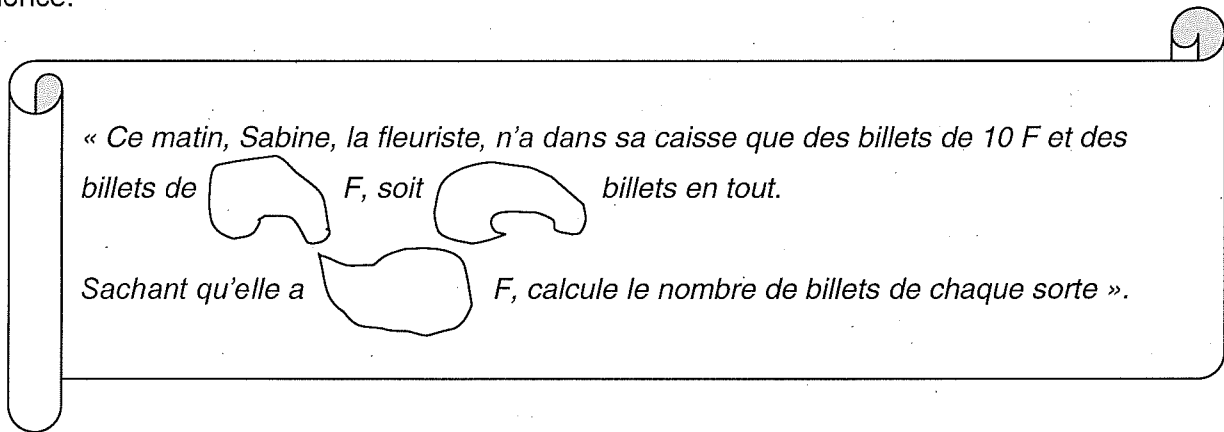 « Ce matin, Sabine, la fleuriste, n'a dans sa caisse que des billets de 10 F et des
billets de F, soit billets en tout.
Sachant qu'elle a F, calcule le nombre de billets de chaque sorte ».